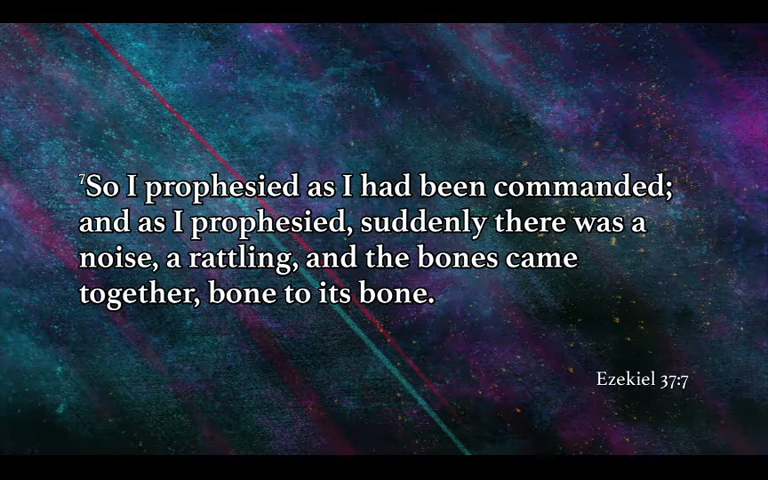 ⁷So I prophesied as I had been commanded;
and as I prophesied, suddenly there was a
noise, a rattling, and the bones came
together, bone to its bone.
Ezekiel 37:7